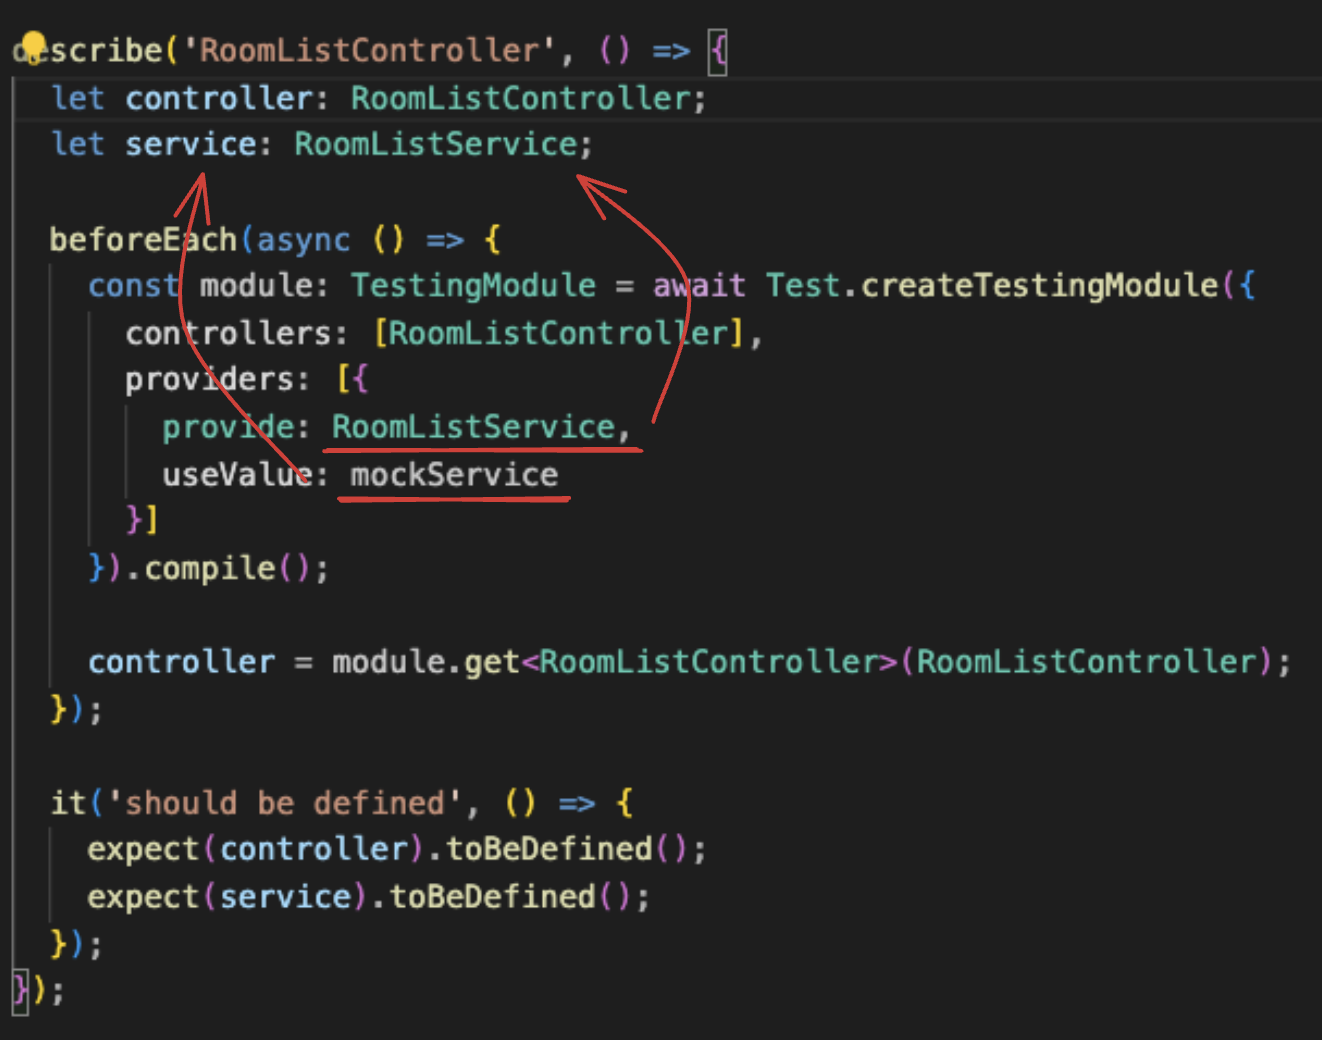 describe('RoomListController', () => {
let controller: RoomListController;
let service: RoomListService;
beforeEach(async () => {
const module: TestingModule = await Test.createTestingModule({
controllers: [RoomListController],
providers: [{
provide: RoomListService,
useValue: mockService
}]
}).compile();
controller = module.get<RoomListController>(RoomListController);
});
it('should be defined', () => {
expect(controller).toBeDefined();
expect(service).toBeDefined();
});
});